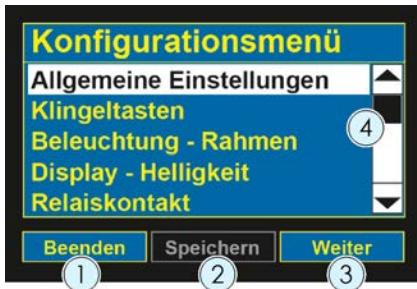 Konfigurationsmenü
Allgemeine Einstellungen
Klingeltasten
Beleuchtung - Rahmen
Display - Helligkeit
Relaiskontakt
4
Beenden Speichern Weiter
1 2 3